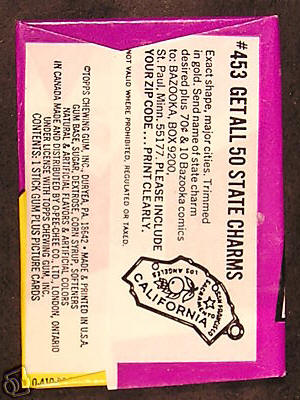 #453 GET ALL 50 STATE CHARMS
Exact shape, major cities. Trimmed
in gold. Send name of state charm
desired plus 70¢ & 10 Bazooka comics
to: BAZOOKA, BOX 9200,
St. Paul, Minn. 55177. PLEASE INCLUDE
YOUR ZIP CODE... PRINT CLEARLY.
NOT VALID WHERE PROHIBITED, REGULATED OR TAXED.
LOS ANGELES
SAN FRANCISCO
SACRAMENTO
CALIFORNIA
©TOPPS CHEWING GUM, INC., DURYEA, PA. 18642 • MADE & PRINTED IN U.S.A.
GUM BASE, SUGAR, DEXTROSE, CORN SYRUP, SOFTENERS
NATURAL & ARTIFICIAL FLAVORS & ARTIFICIAL COLORS
IN CANADA MADE AND DISTRIBUTED BY O-PEE-CHEE CO., LTD., LONDON, ONTARIO
UNDER LICENSE OF TOPPS CHEWING GUM, INC.
CONTENTS: 1 STICK GUM PLUS PICTURE CARDS